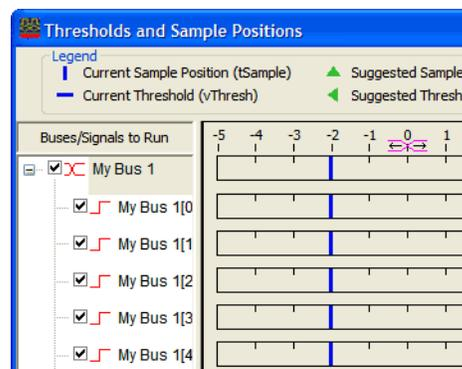 Thresholds and Sample Positions
Legend
Current Sample Position (tSample) Suggested Sample
Current Threshold (vThresh) Suggested Thresh
Buses/Signals to Run -5 -4 -3 -2 -1 0 1
My Bus 1
My Bus 1[0
My Bus 1[1
My Bus 1[2
My Bus 1[3
My Bus 1[4